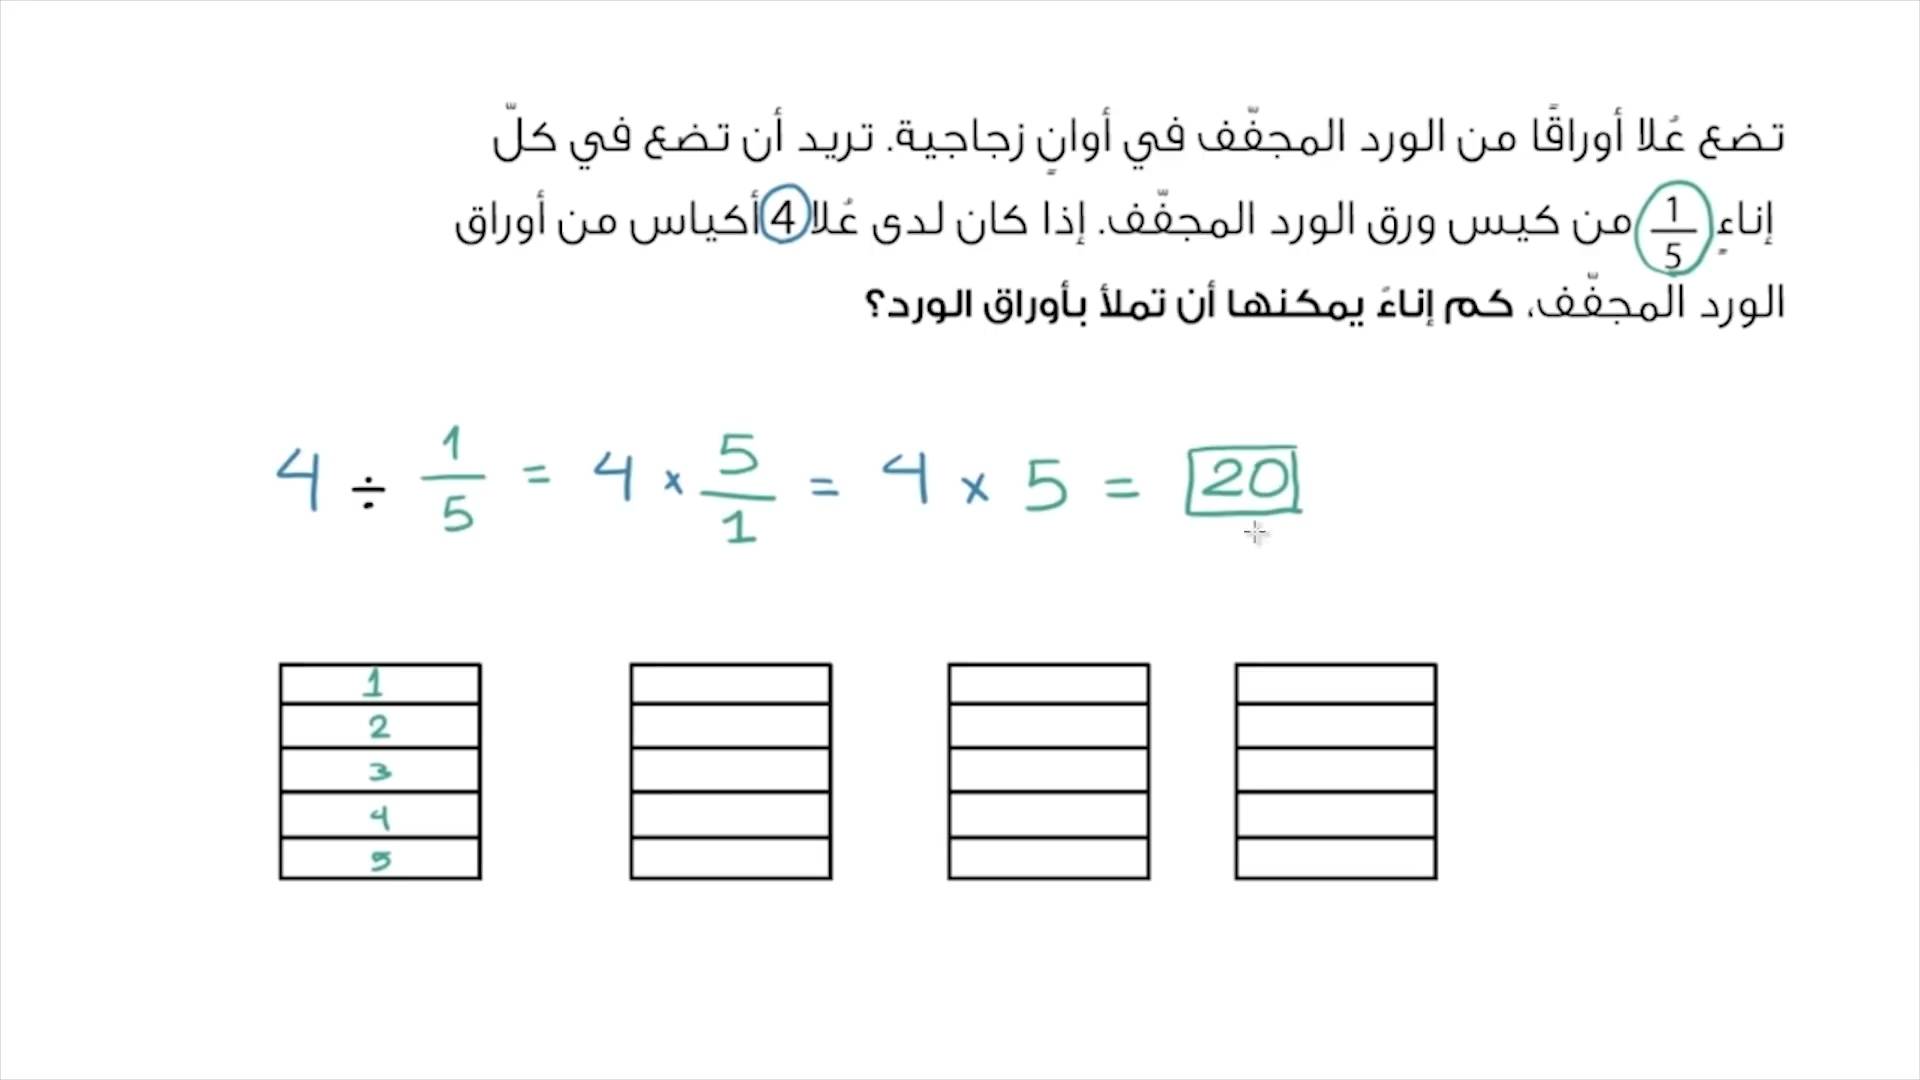 تضع عُلا أوراقًا من الورد المجفّف في أوانٍ زجاجية. تريد أن تضع في كلّ
إناءٍ 1/5 من كيس ورق الورد المجفّف. إذا كان لدى عُلا 4 أكياس من أوراق
الورد المجفّف، كم إناءً يمكنها أن تملأ بأوراق الورد؟
4 ÷ 1/5 = 4 × 5/1 = 4 × 5 = 20
1
2
3
4
5